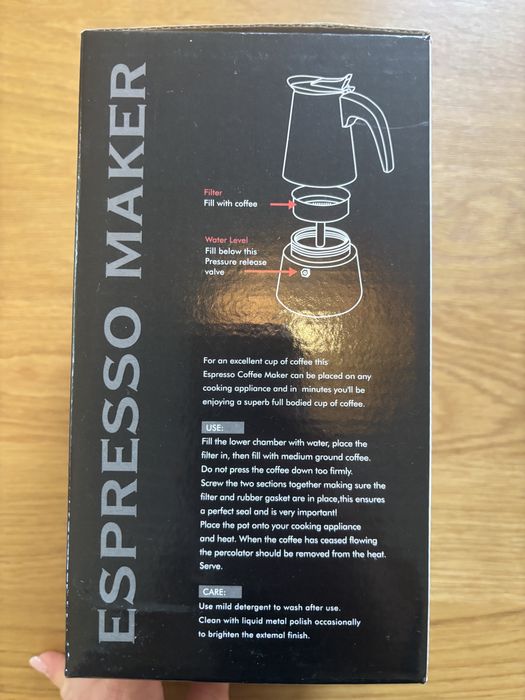 ESPRESSO MAKER
Filter
Fill with coffee
Water Level
Fill below this
Pressure release
valve
For an excellent cup of coffee this
Espresso Coffee Maker can be placed on any
cooking appliance and in minutes you'll be
enjoying a superb full bodied cup of coffee.
USE:
Fill the lower chamber with water, place the
filter in, then fill with medium ground coffee.
Do not press the coffee down too firmly.
Screw the two sections together making sure the
filter and rubber gasket are in place,this ensures
a perfect seal and is very important!
Place the pot onto your cooking appliance
and heat. When the coffee has ceased flowing
the percolator should be removed from the heat.
Serve.
CARE:
Use mild detergent to wash after use.
Clean with liquid metal polish occasionally
to brighten the external finish.